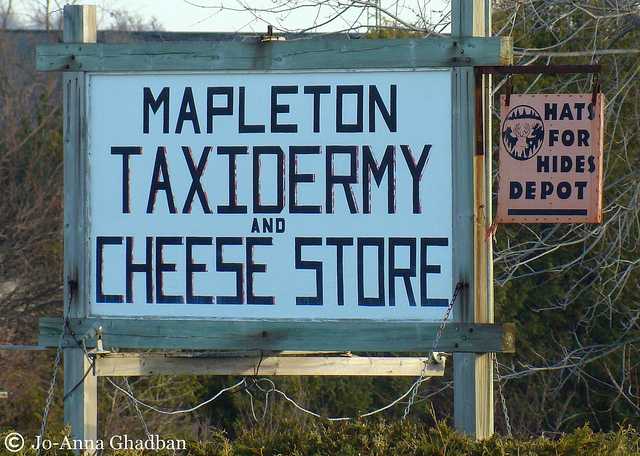 MAPLETON
TAXIDERMY
AND
CHEESE STORE
HATS
FOR
HIDES
DEPOT
© Jo-Anna Ghadban